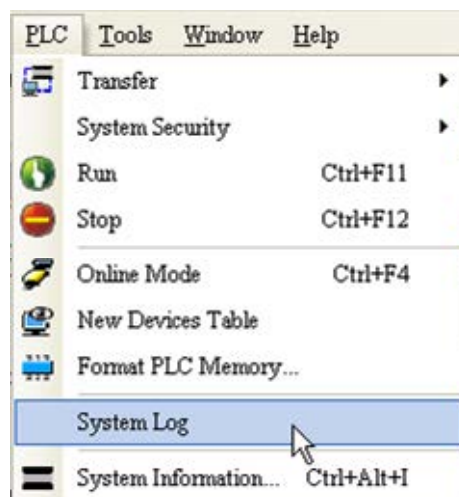 PLC Tools Window Help
Transfer
System Security
Run Ctrl+F11
Stop Ctrl+F12
Online Mode Ctrl+F4
New Devices Table
Format PLC Memory...
System Log
System Information... Ctrl+Alt+I